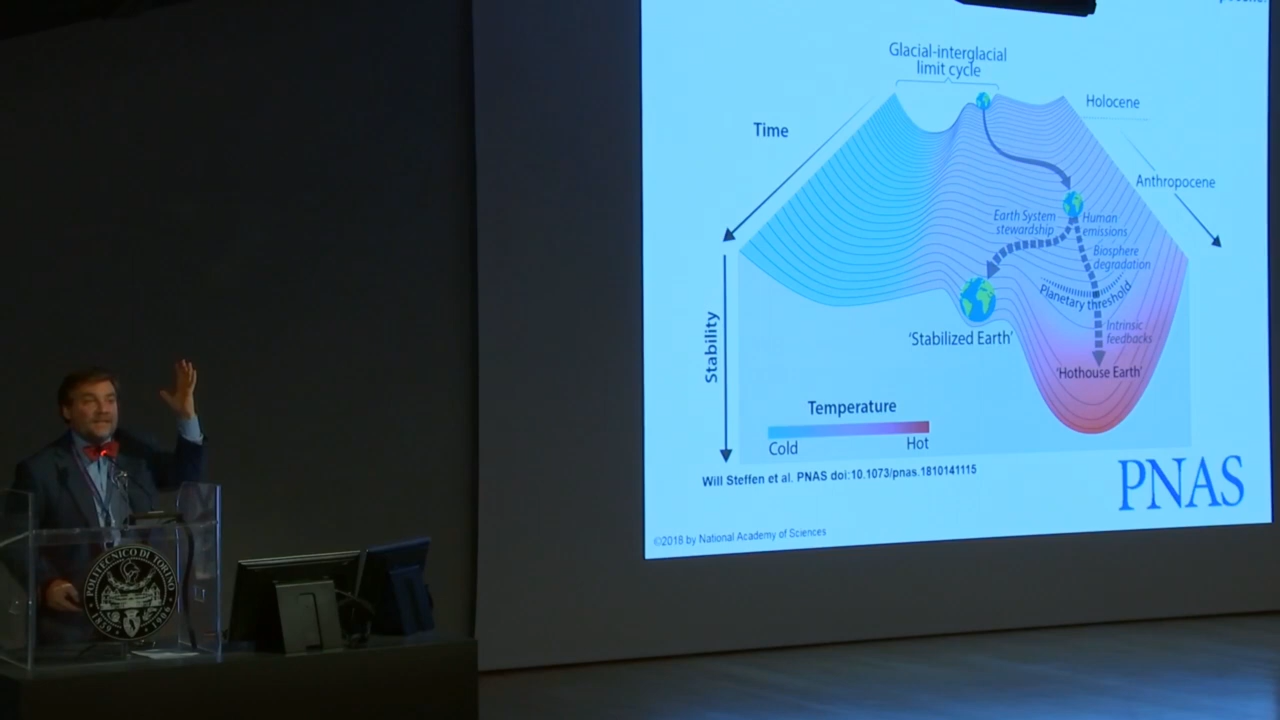 Glacial-interglacial
limit cycle
Holocene
Time
Anthropocene
Earth System
stewardship
Human
emissions
Biosphere
degradation
Planetary threshold
Stability
'Stabilized Earth'
Intrinsic
feedbacks
'Hothouse Earth'
Temperature
Cold
Hot
Will Steffen et al. PNAS doi:10.1073/pnas.1810141115
PNAS
©2018 by National Academy of Sciences
POLITECNICO DI TORINO
1859
1906